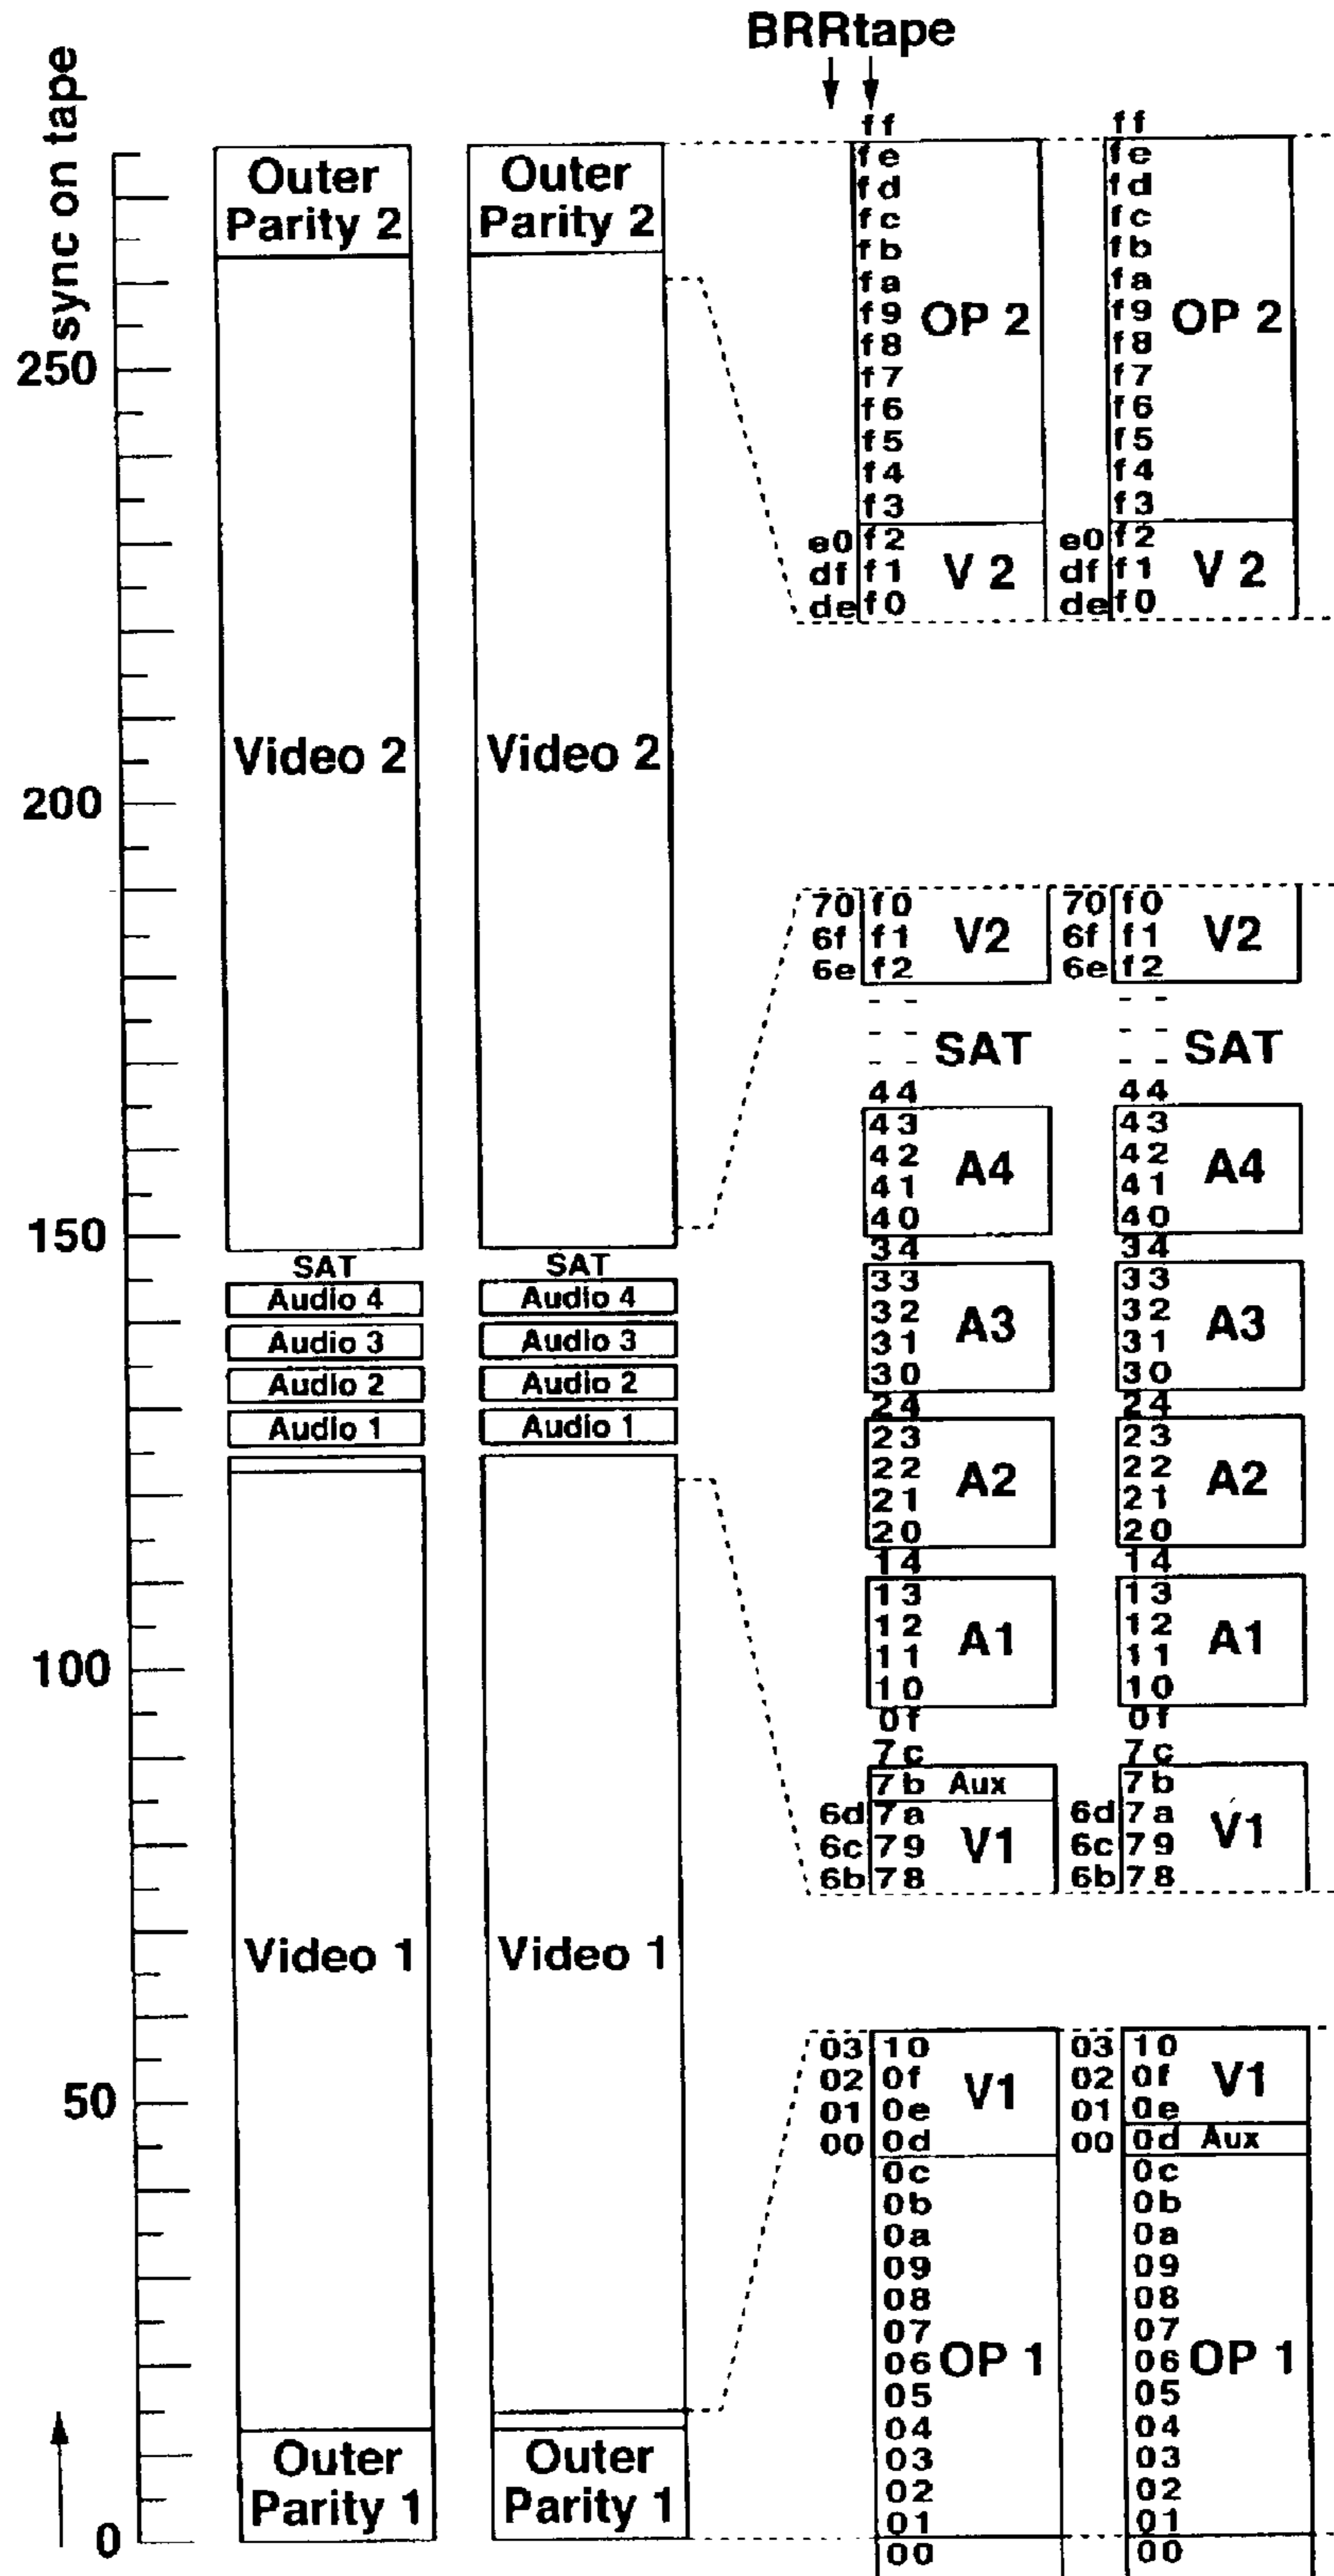 BRRtape
sync on tape
250
200
150
100
50
0
Outer
Parity 2
Video 2
SAT
Audio 4
Audio 3
Audio 2
Audio 1
Video 1
Outer
Parity 1
Outer
Parity 2
Video 2
SAT
Audio 4
Audio 3
Audio 2
Audio 1
Video 1
Outer
Parity 1
ff
fe
fd
fc
fb
fa
f9 OP 2
f8
f7
f6
f5
f4
f3
e0 f2
df f1 V 2
de f0
70 f0
6f f1 V2
6e f2
- -
- - SAT
- -
44
43
42 A4
41
40
34
33
32 A3
31
30
24
23
22 A2
21
20
14
13
12 A1
11
10
0f
7c
7b Aux
6d 7a
6c 79 V1
6b 78
03 10
02 0f V1
01 0e
00 0d
0c
0b
0a
09
08
07
06 OP 1
05
04
03
02
01
00
ff
fe
fd
fc
fb
fa
f9 OP 2
f8
f7
f6
f5
f4
f3
e0 f2
df f1 V 2
de f0
70 f0
6f f1 V2
6e f2
- -
- - SAT
- -
44
43
42 A4
41
40
34
33
32 A3
31
30
24
23
22 A2
21
20
14
13
12 A1
11
10
0f
7c
7b
6d 7a V1
6c 79
6b 78
03 10
02 0f V1
01 0e
00 0d Aux
0c
0b
0a
09
08
07
06 OP 1
05
04
03
02
01
00